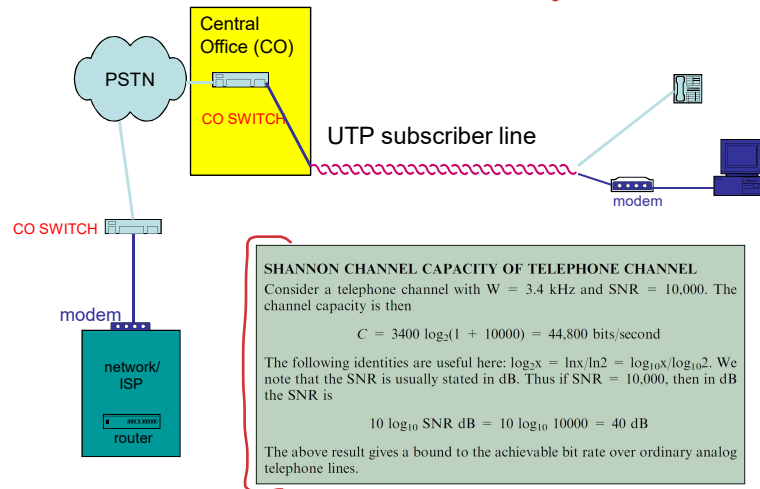 Central
Office (CO)
PSTN
CO SWITCH
UTP subscriber line
modem
CO SWITCH
modem
network/
ISP
router
SHANNON CHANNEL CAPACITY OF TELEPHONE CHANNEL
Consider a telephone channel with W = 3.4 kHz and SNR = 10,000. The
channel capacity is then
C = 3400 log₂(1 + 10000) = 44,800 bits/second
The following identities are useful here: log₂x = lnx/ln2 = log₁₀x/log₁₀2. We
note that the SNR is usually stated in dB. Thus if SNR = 10,000, then in dB
the SNR is
10 log₁₀ SNR dB = 10 log₁₀ 10000 = 40 dB
The above result gives a bound to the achievable bit rate over ordinary analog
telephone lines.